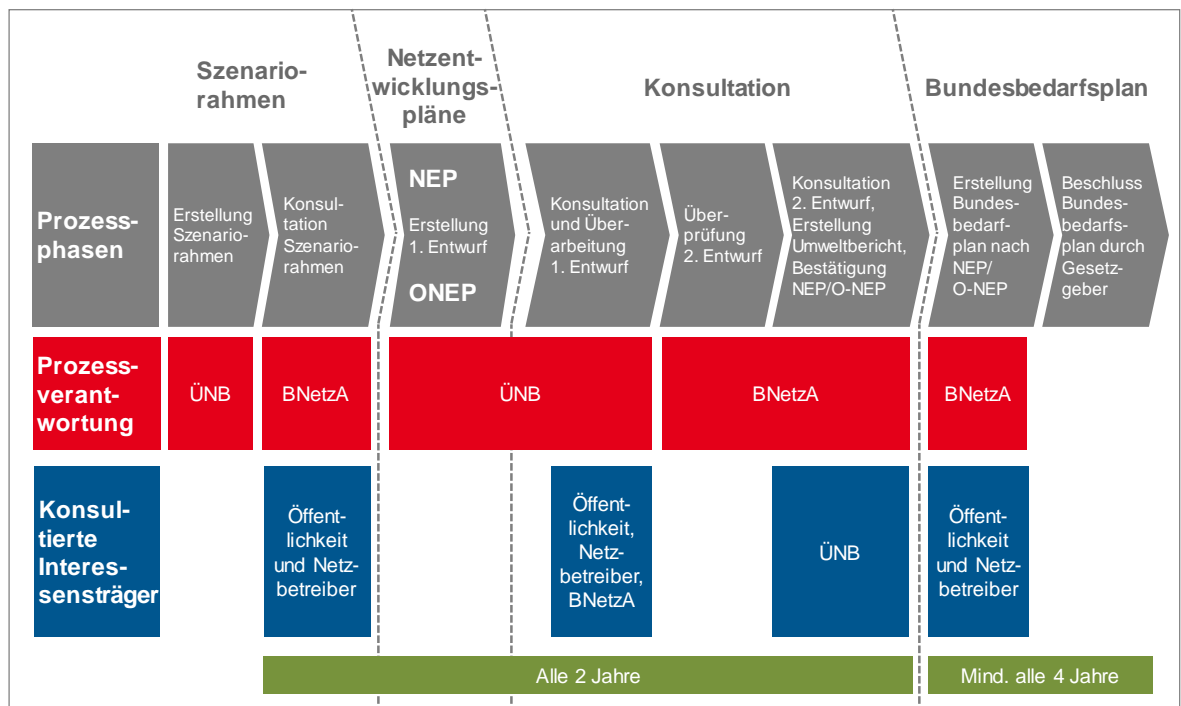 Szenario-
rahmen
Netzent-
wicklungs-
pläne
Konsultation
Bundesbedarfsplan
Prozess-
phasen
Erstellung
Szenario-
rahmen
Konsul-
tation
Szenario-
rahmen
NEP
Erstellung
1. Entwurf
ONEP
Konsultation
und Über-
arbeitung
1. Entwurf
Über-
prüfung
2. Entwurf
Konsultation
2. Entwurf,
Erstellung
Umweltbericht,
Bestätigung
NEP/O-NEP
Erstellung
Bundes-
bedarf-
plan nach
NEP/
O-NEP
Beschluss
Bundes-
bedarfs-
plan durch
Gesetz-
geber
Prozess-
verant-
wortung
ÜNB
BNetzA
ÜNB
BNetzA
BNetzA
Konsul-
tierte
Interes-
sensträger
Öffent-
lichkeit
und Netz-
betreiber
Öffent-
lichkeit,
Netz-
betreiber,
BNetzA
ÜNB
Öffent-
lichkeit
und Netz-
betreiber
Alle 2 Jahre
Mind. alle 4 Jahre